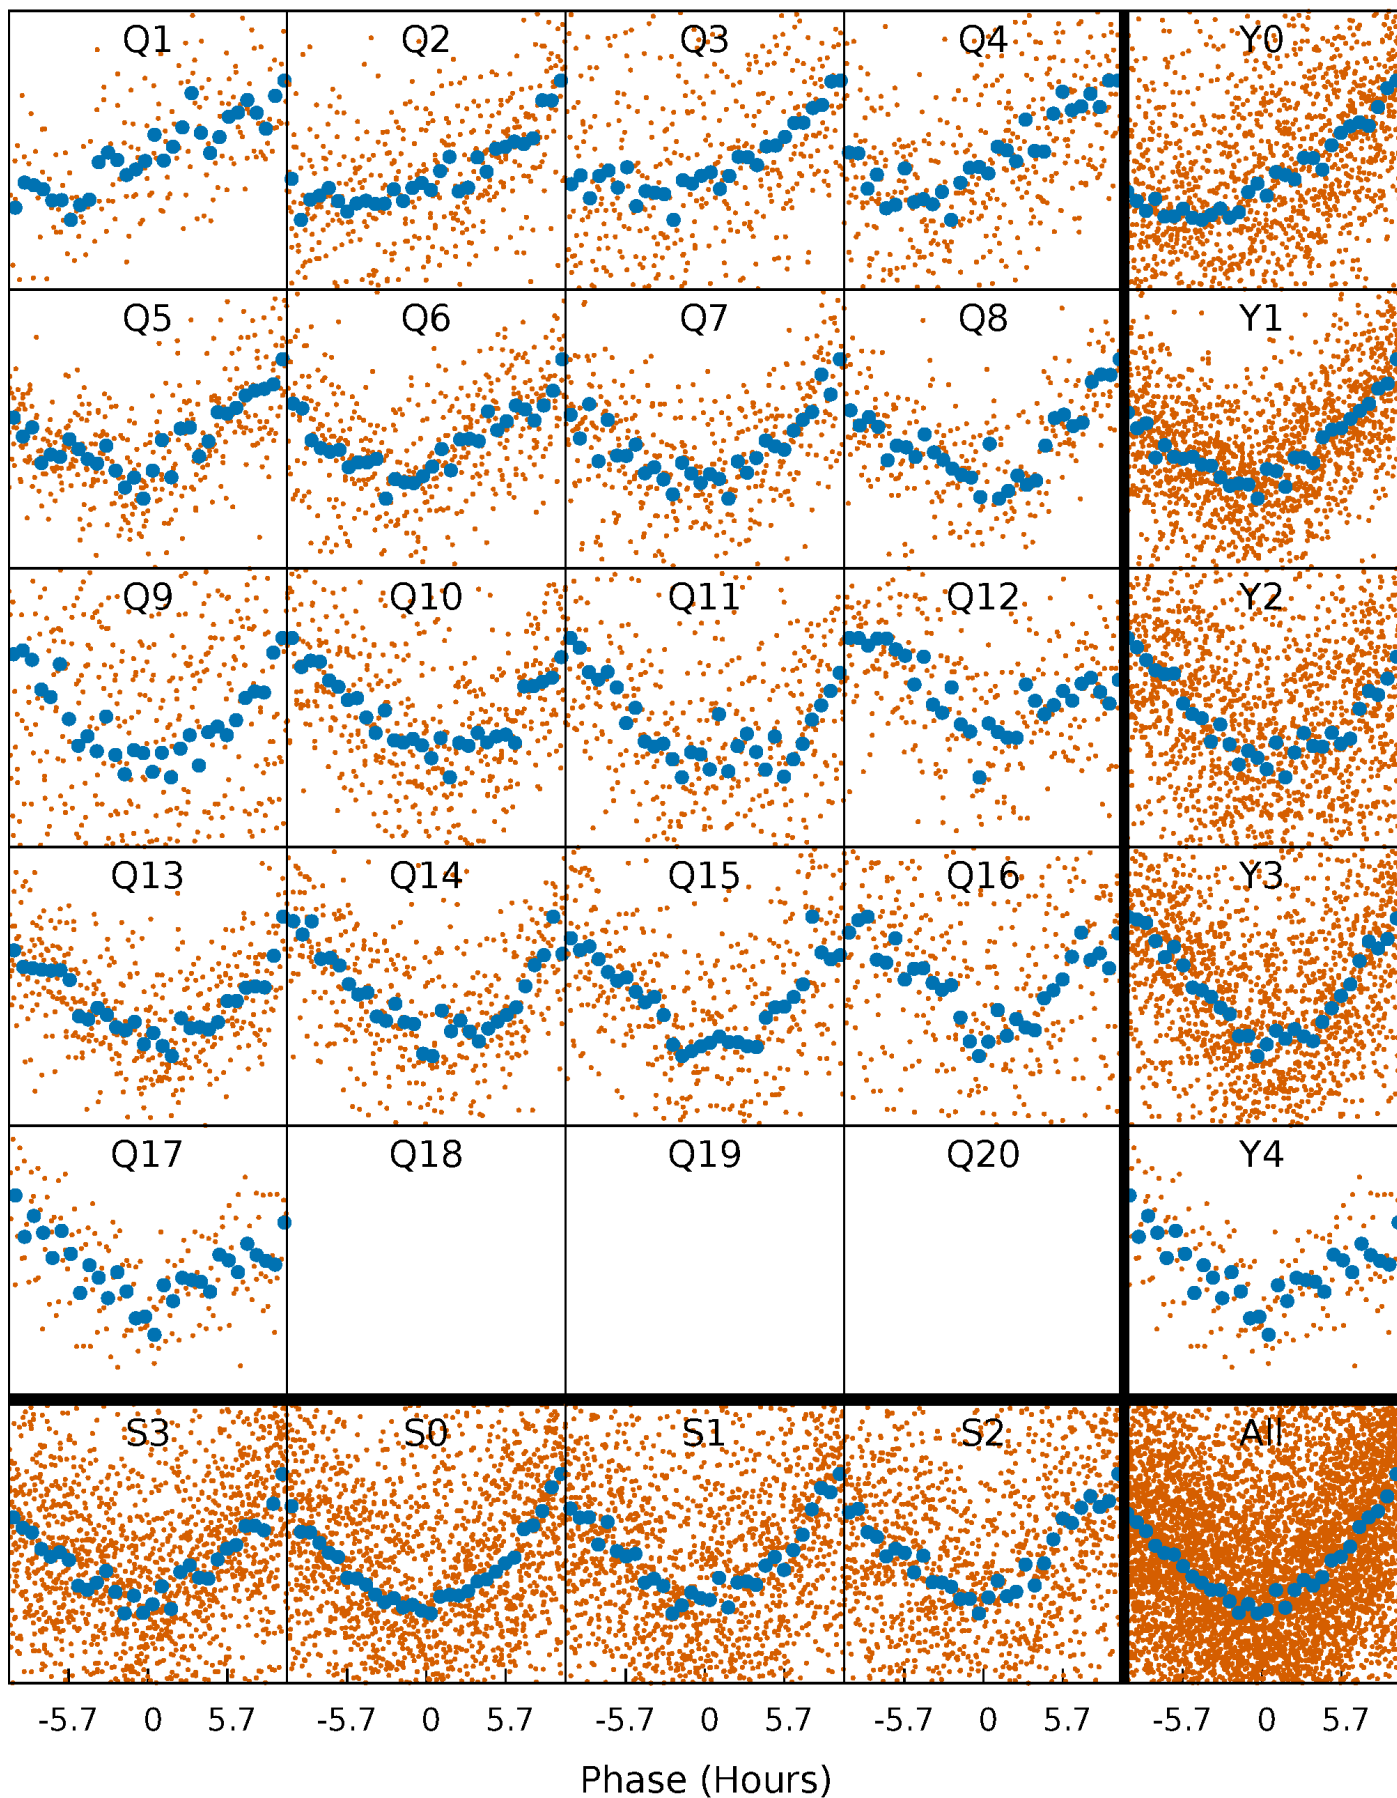 Q1 Q2 Q3 Q4 Y0
Q5 Q6 Q7 Q8 Y1
Q9 Q10 Q11 Q12 Y2
Q13 Q14 Q15 Q16 Y3
Q17 Q18 Q19 Q20 Y4
S3 S0 S1 S2 All
-5.7 0 5.7 -5.7 0 5.7 -5.7 0 5.7 -5.7 0 5.7 -5.7 0 5.7
Phase (Hours)